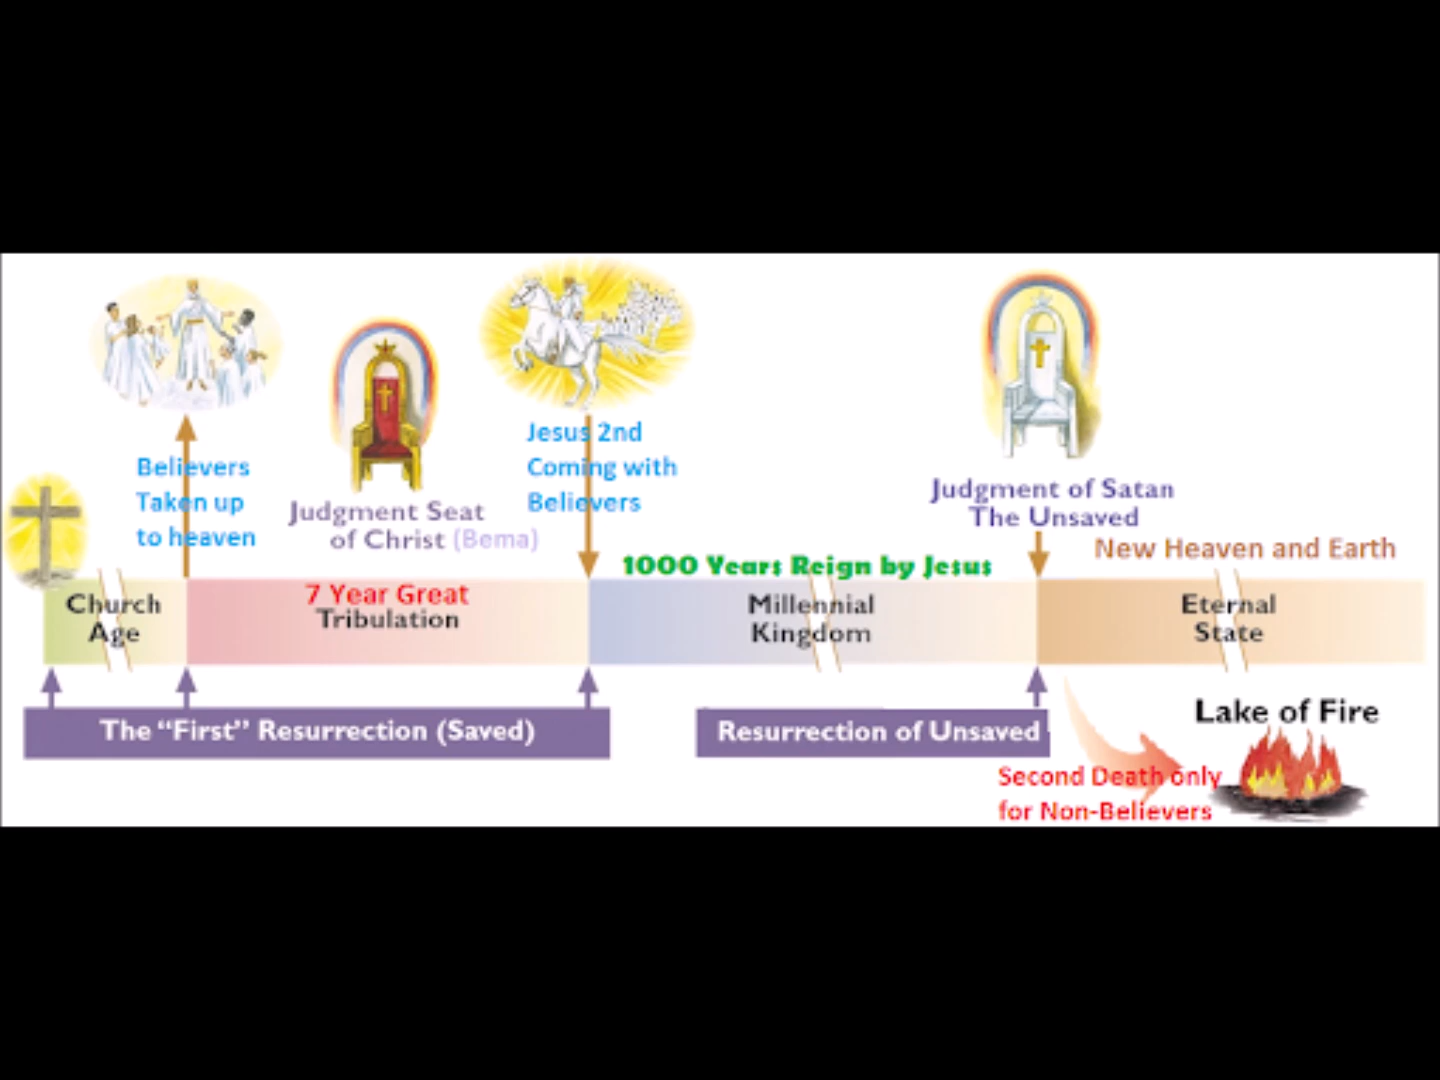 Believers
Taken up
to heaven
Judgment Seat
of Christ (Bema)
Jesus 2nd
Coming with
Believers
Judgment of Satan
The Unsaved
New Heaven and Earth
1000 Years Reign by Jesus
Church
Age
7 Year Great
Tribulation
Millennial
Kingdom
Eternal
State
The “First” Resurrection (Saved)
Resurrection of Unsaved
Lake of Fire
Second Death only
for Non-Believers